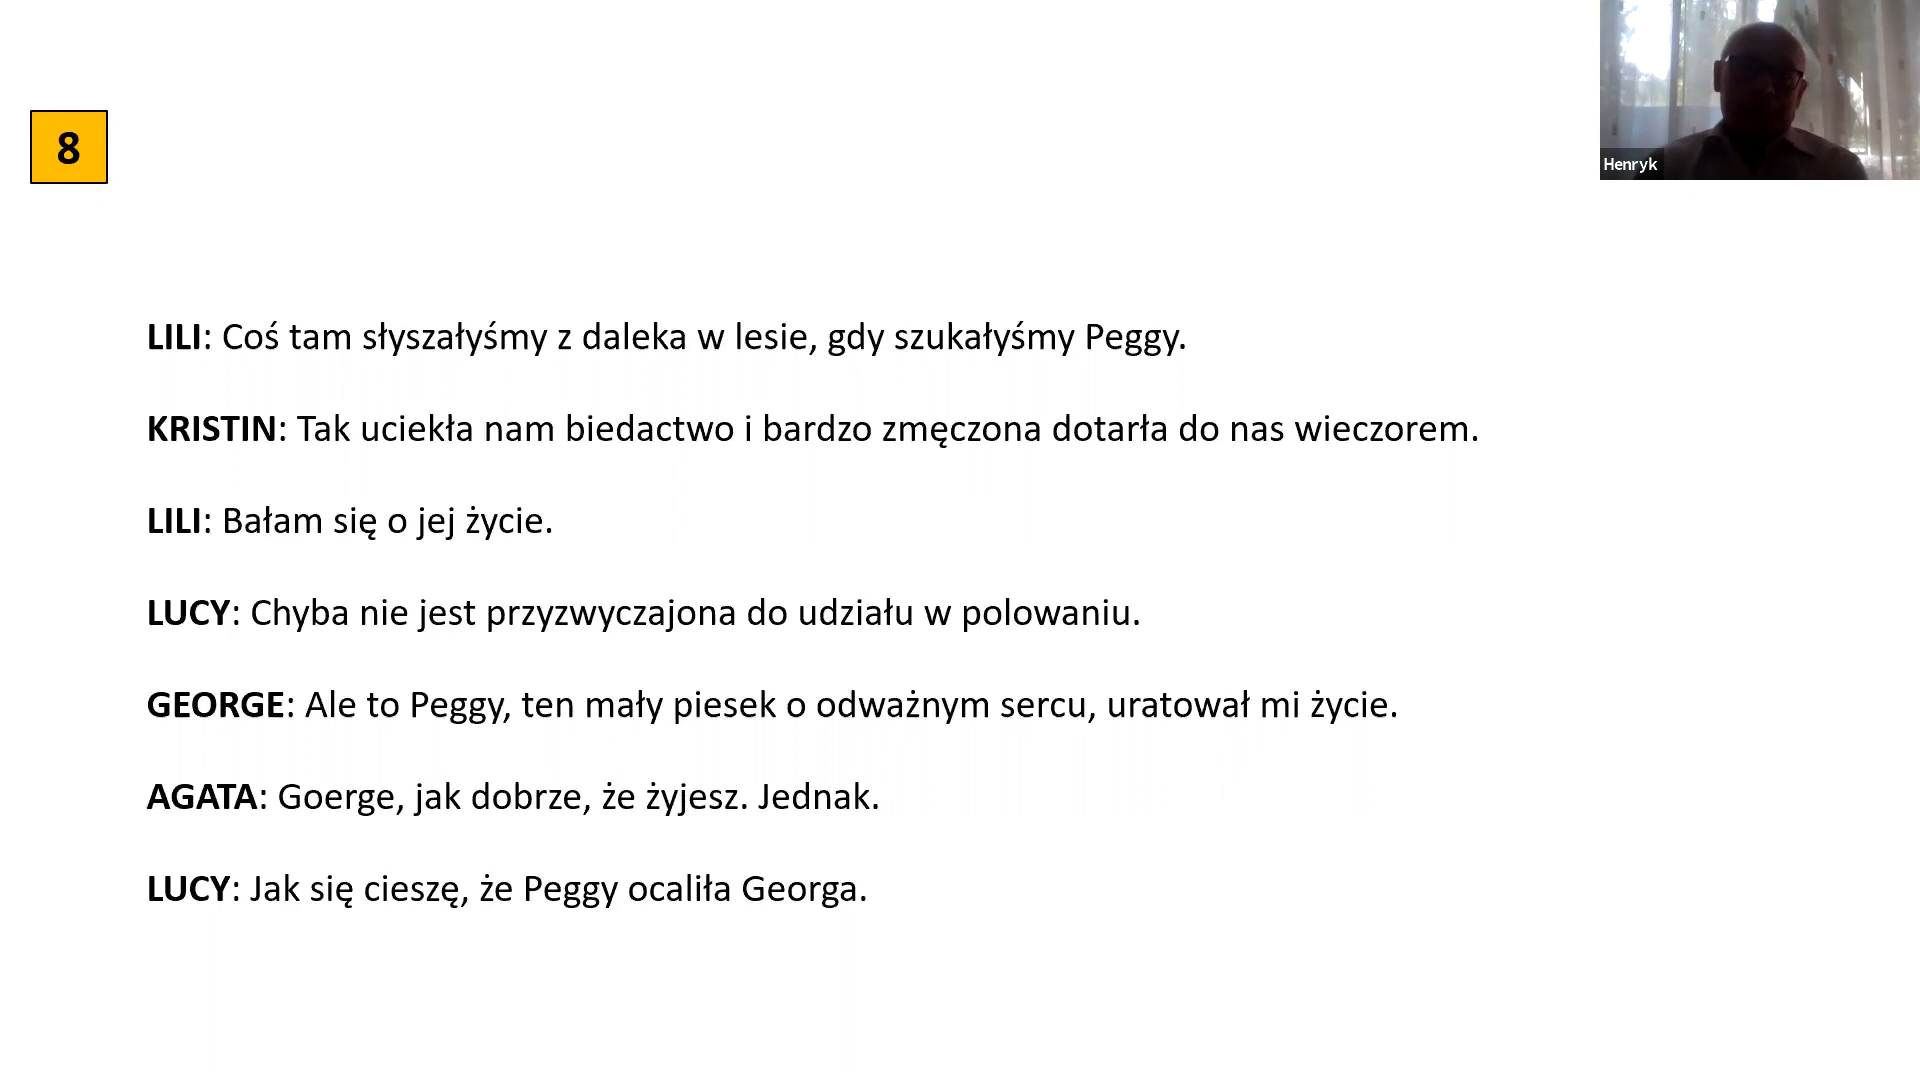 8
Henryk
LILI: Coś tam słyszałyśmy z daleka w lesie, gdy szukałyśmy Peggy.
KRISTIN: Tak uciekła nam biedactwo i bardzo zmęczona dotarła do nas wieczorem.
LILI: Bałam się o jej życie.
LUCY: Chyba nie jest przyzwyczajona do udziału w polowaniu.
GEORGE: Ale to Peggy, ten mały piesek o odważnym sercu, uratował mi życie.
AGATA: Goerge, jak dobrze, że żyjesz. Jednak.
LUCY: Jak się cieszę, że Peggy ocaliła Georga.